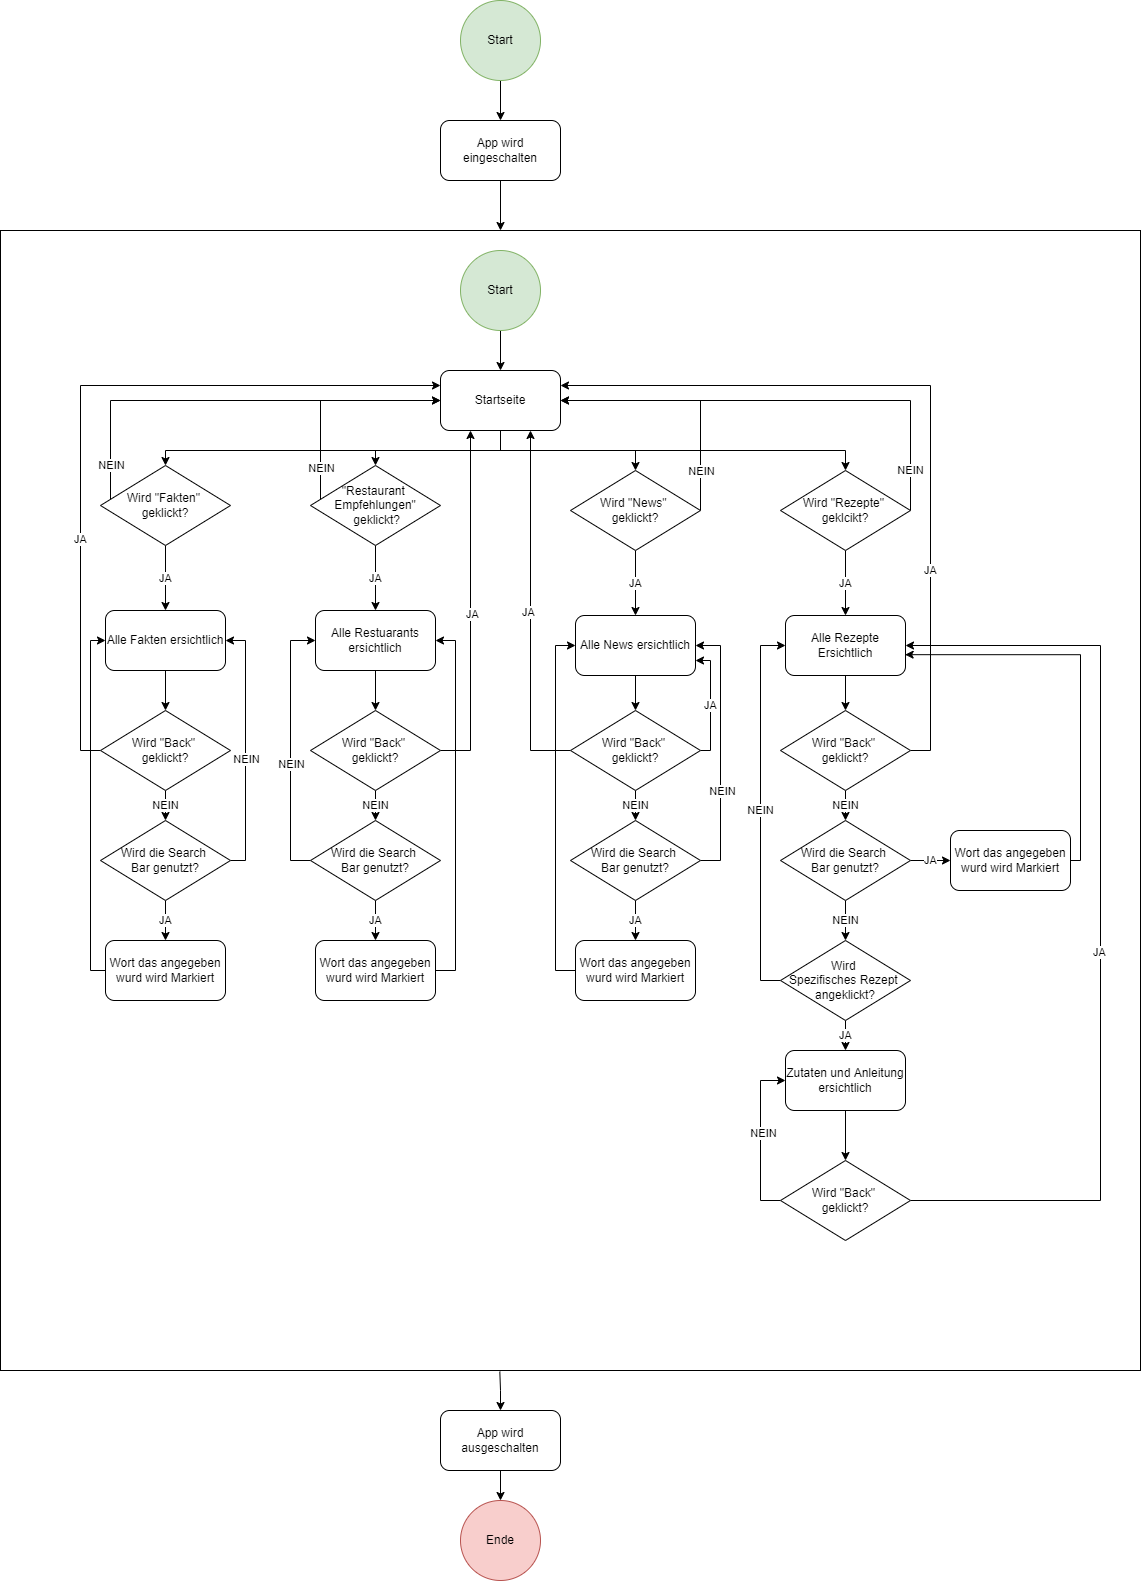 Start
App wird
eingeschalten
Start
Startseite
NEIN
NEIN
NEIN
NEIN
Wird "Fakten"
geklickt?
"Restaurant
Empfehlungen"
geklickt?
Wird "News"
geklickt?
Wird "Rezepte"
geklcikt?
JA
JA
JA
JA
JA
JA
JA
JA
Alle Fakten ersichtlich
Alle Restuarants
ersichtlich
Alle News ersichtlich
Alle Rezepte
Ersichtlich
JA
Wird "Back"
geklickt?
Wird "Back"
geklickt?
Wird "Back"
geklickt?
Wird "Back"
geklickt?
NEIN
NEIN
NEIN
NEIN
NEIN
NEIN
NEIN
NEIN
Wird die Search
Bar genutzt?
Wird die Search
Bar genutzt?
Wird die Search
Bar genutzt?
Wird die Search
Bar genutzt?
JA
Wort das angegeben
wurd wird Markiert
JA
JA
JA
NEIN
Wort das angegeben
wurd wird Markiert
Wort das angegeben
wurd wird Markiert
Wort das angegeben
wurd wird Markiert
Wird
Spezifisches Rezept
angeklickt?
JA
JA
Zutaten und Anleitung
ersichtlich
NEIN
Wird "Back"
geklickt?
App wird
ausgeschalten
Ende